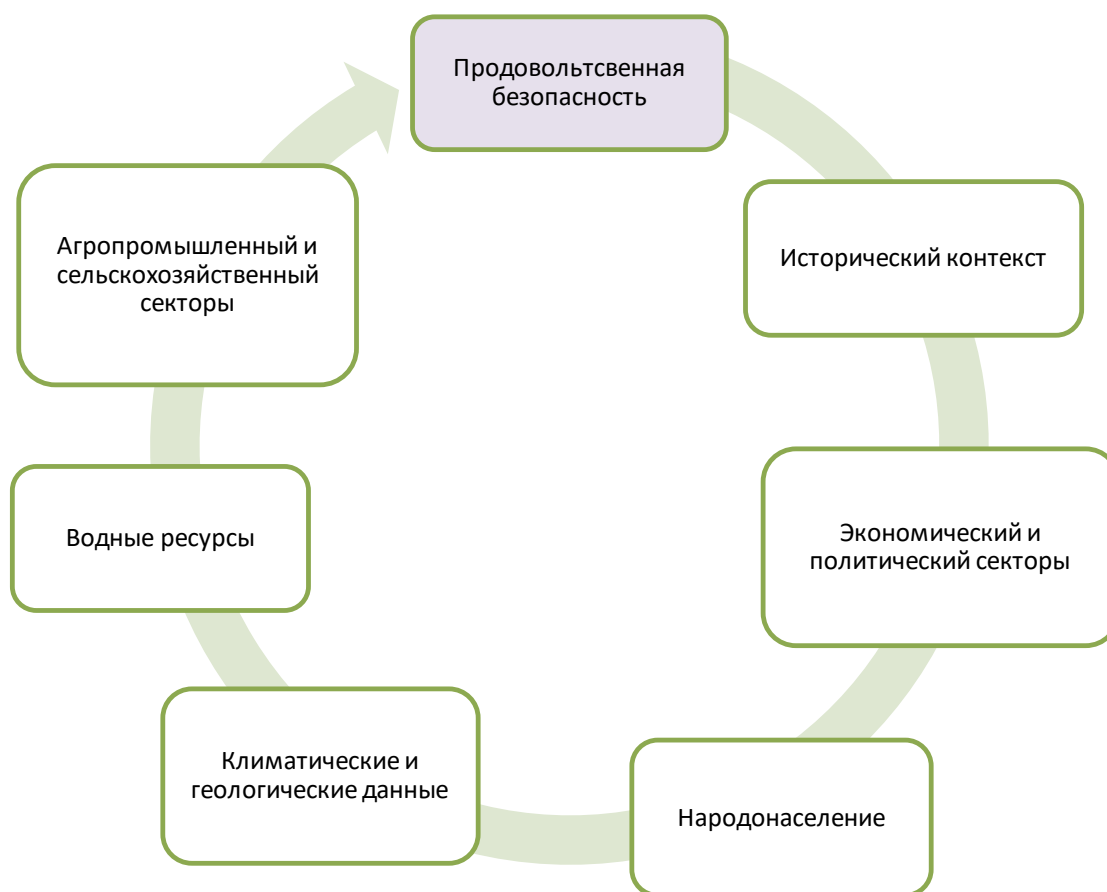 Продовольтсвенная
безопасность
Исторический контекст
Экономический и
политический секторы
Народонаселение
Климатические и
геологические данные
Водные ресурсы
Агропромышленный и
сельскохозяйственный
секторы